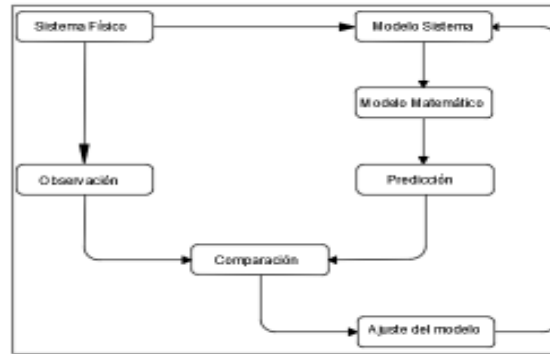 Sistema Físico
Modelo Sistema
Modelo Matemático
Observación
Predicción
Comparación
Ajuste del modelo